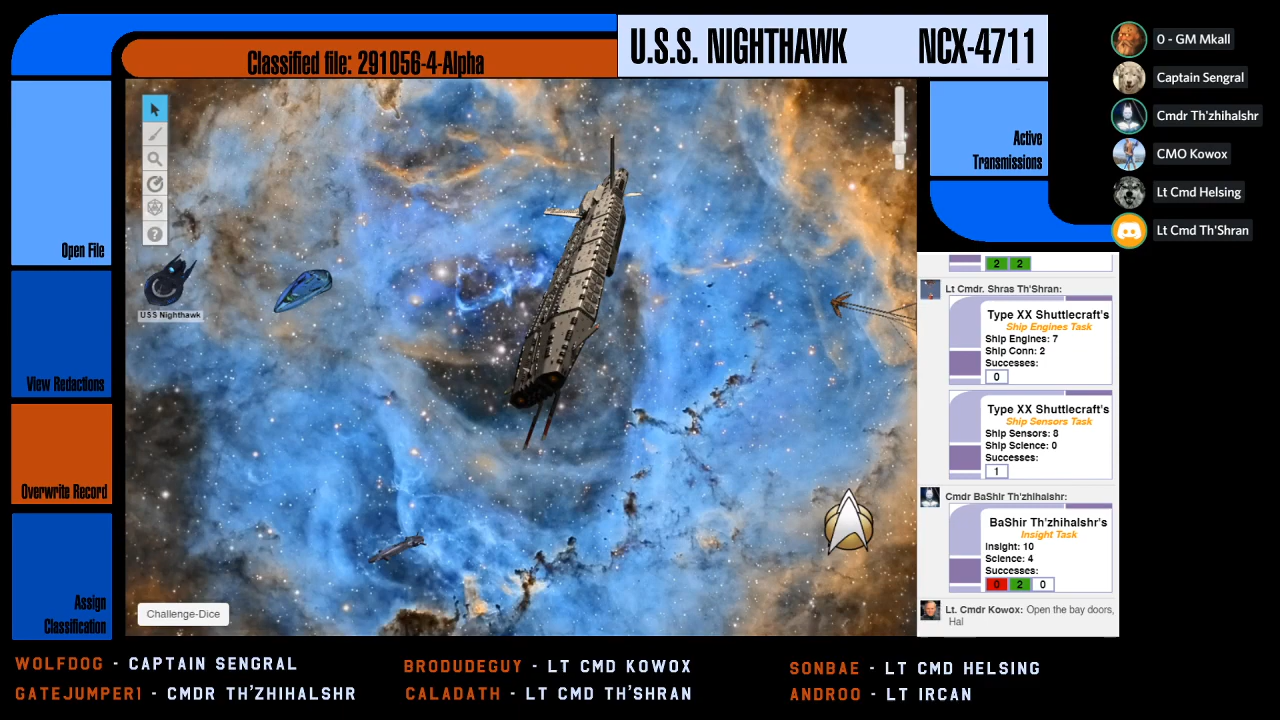 Classified file: 291056-4-Alpha
U.S.S. NIGHTHAWK NCX-4711
Open File
View Redactions
Overwrite Record
Assign
Classification
USS Nighthawk
Challenge-Dice
Active
Transmissions
0 - GM Mkall
Captain Sengral
Cmdr Th'zhihalshr
CMO Kowox
Lt Cmd Helsing
Lt Cmd Th'Shran
2 2
Lt Cmdr. Shras Th'Shran:
Type XX Shuttlecraft's
Ship Engines Task
Ship Engines: 7
Ship Conn: 2
Successes:
0
Type XX Shuttlecraft's
Ship Sensors Task
Ship Sensors: 8
Ship Science: 0
Successes:
1
Cmdr BaShir Th'zhihalshr:
BaShir Th'zhihalshr's
Insight Task
Insight: 10
Science: 4
Successes:
0 2 0
Lt. Cmdr Kowox: Open the bay doors,
Hal
WOLFDOG - CAPTAIN SENGRAL
GATEJUMPER1 - CMDR TH'ZHIHALSHR
BRODUDEGUY - LT CMD KOWOX
CALADATH - LT CMD TH'SHRAN
SONBAE - LT CMD HELSING
ANDROO - LT IRCAN